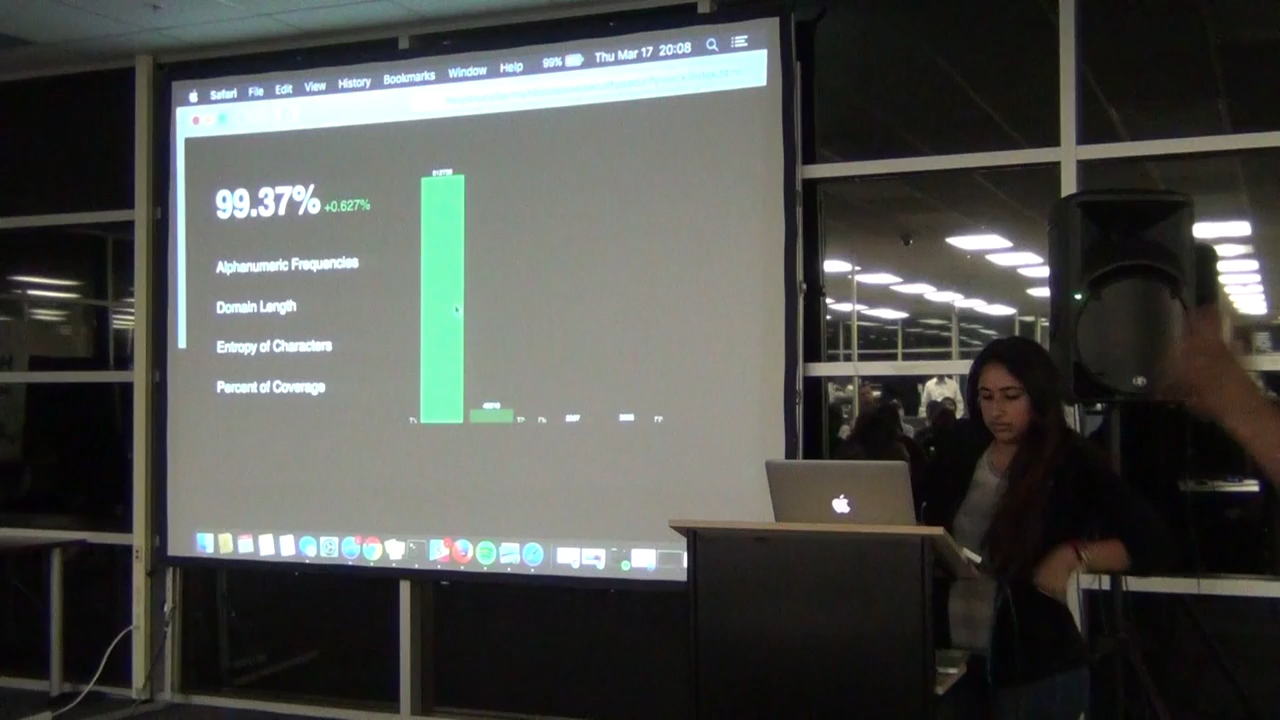 Safari File Edit View History Bookmarks Window Help 99% Thu Mar 17 20:08
99.37% +0.627%
Alphanumeric Frequencies
Domain Length
Entropy of Characters
Percent of Coverage